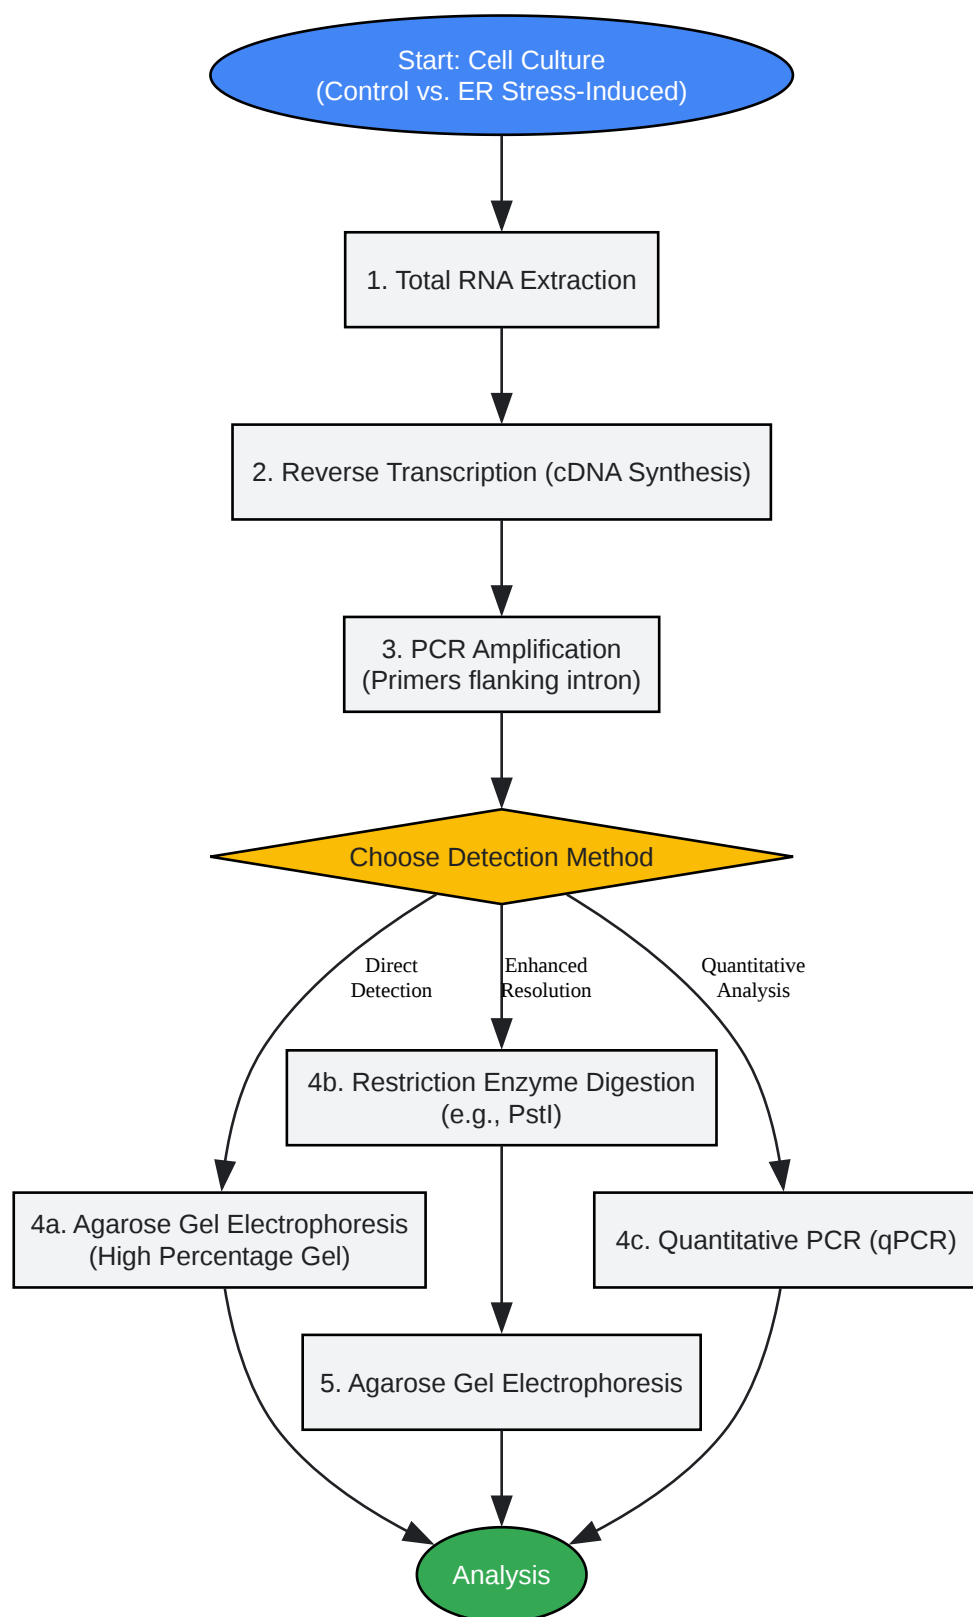 Start: Cell Culture
(Control vs. ER Stress-Induced)
1. Total RNA Extraction
2. Reverse Transcription (cDNA Synthesis)
3. PCR Amplification
(Primers flanking intron)
Choose Detection Method
Direct
Detection
Enhanced
Resolution
Quantitative
Analysis
4b. Restriction Enzyme Digestion
(e.g., PstI)
4a. Agarose Gel Electrophoresis
(High Percentage Gel)
4c. Quantitative PCR (qPCR)
5. Agarose Gel Electrophoresis
Analysis